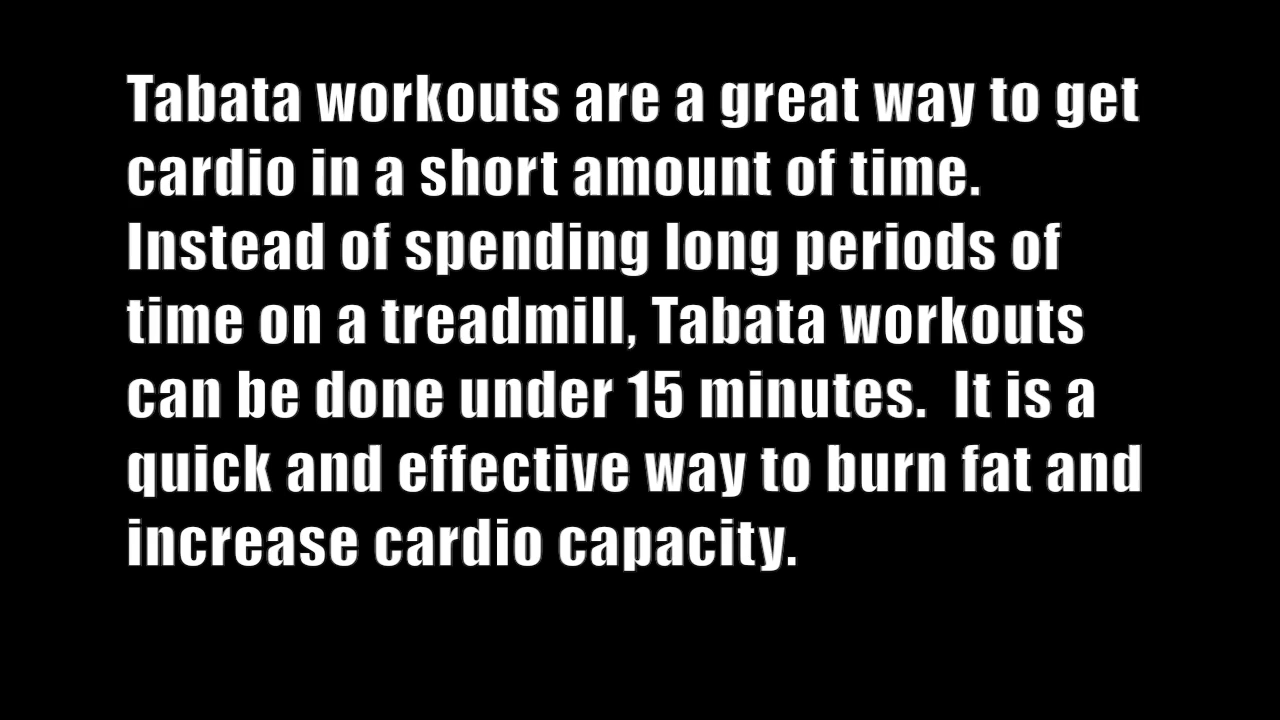 Tabata workouts are a great way to get
cardio in a short amount of time.
Instead of spending long periods of
time on a treadmill, Tabata workouts
can be done under 15 minutes.  It is a
quick and effective way to burn fat and
increase cardio capacity.